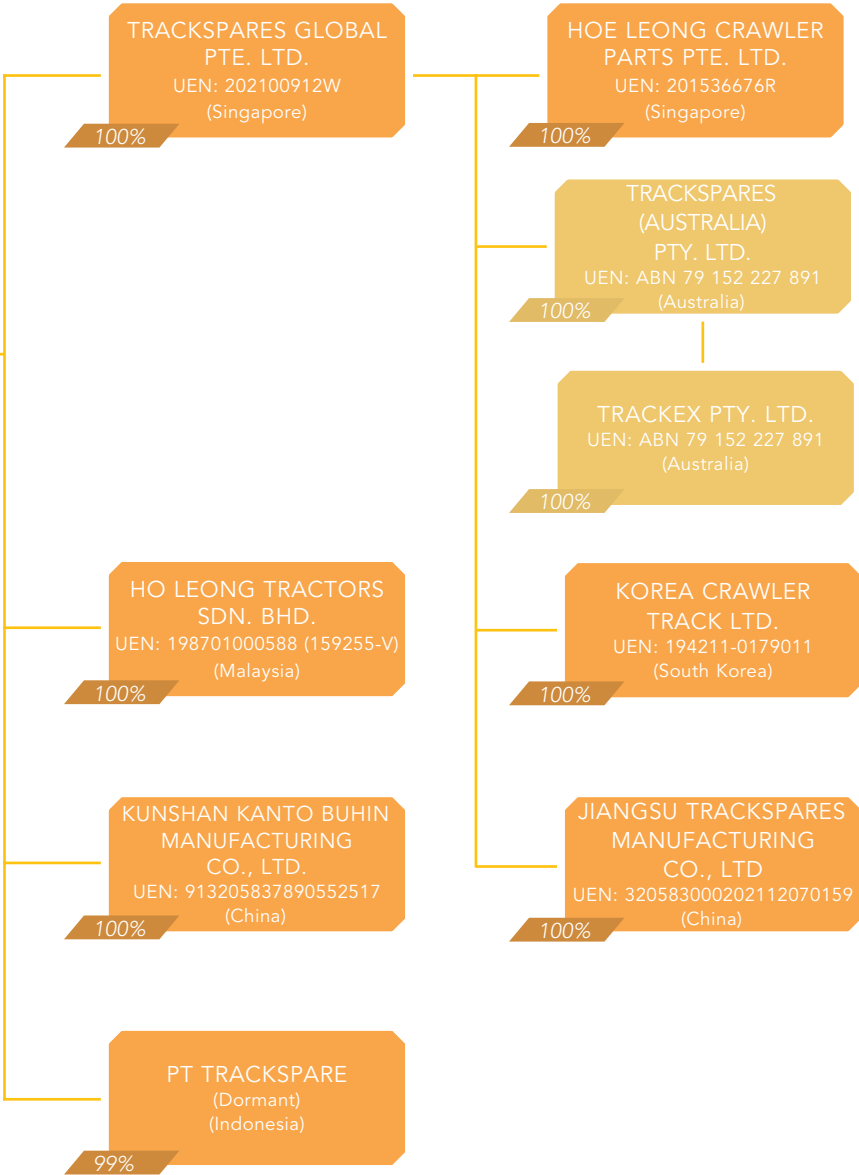 TRACKSPARES GLOBAL
PTE. LTD.
UEN: 202100912W
(Singapore)
100%
HOE LEONG CRAWLER
PARTS PTE. LTD.
UEN: 201536676R
(Singapore)
100%
TRACKSPARES
(AUSTRALIA)
PTY. LTD.
UEN: ABN 79 152 227 891
(Australia)
100%
TRACKEX PTY. LTD.
UEN: ABN 79 152 227 891
(Australia)
100%
HO LEONG TRACTORS
SDN. BHD.
UEN: 198701000588 (159255-V)
(Malaysia)
100%
KOREA CRAWLER
TRACK LTD.
UEN: 194211-0179011
(South Korea)
100%
KUNSHAN KANTO BUHIN
MANUFACTURING
CO., LTD.
UEN: 913205837890552517
(China)
100%
JIANGSU TRACKSPARES
MANUFACTURING
CO., LTD
UEN: 320583000202112070159
(China)
100%
PT TRACKSPARE
(Dormant)
(Indonesia)
99%